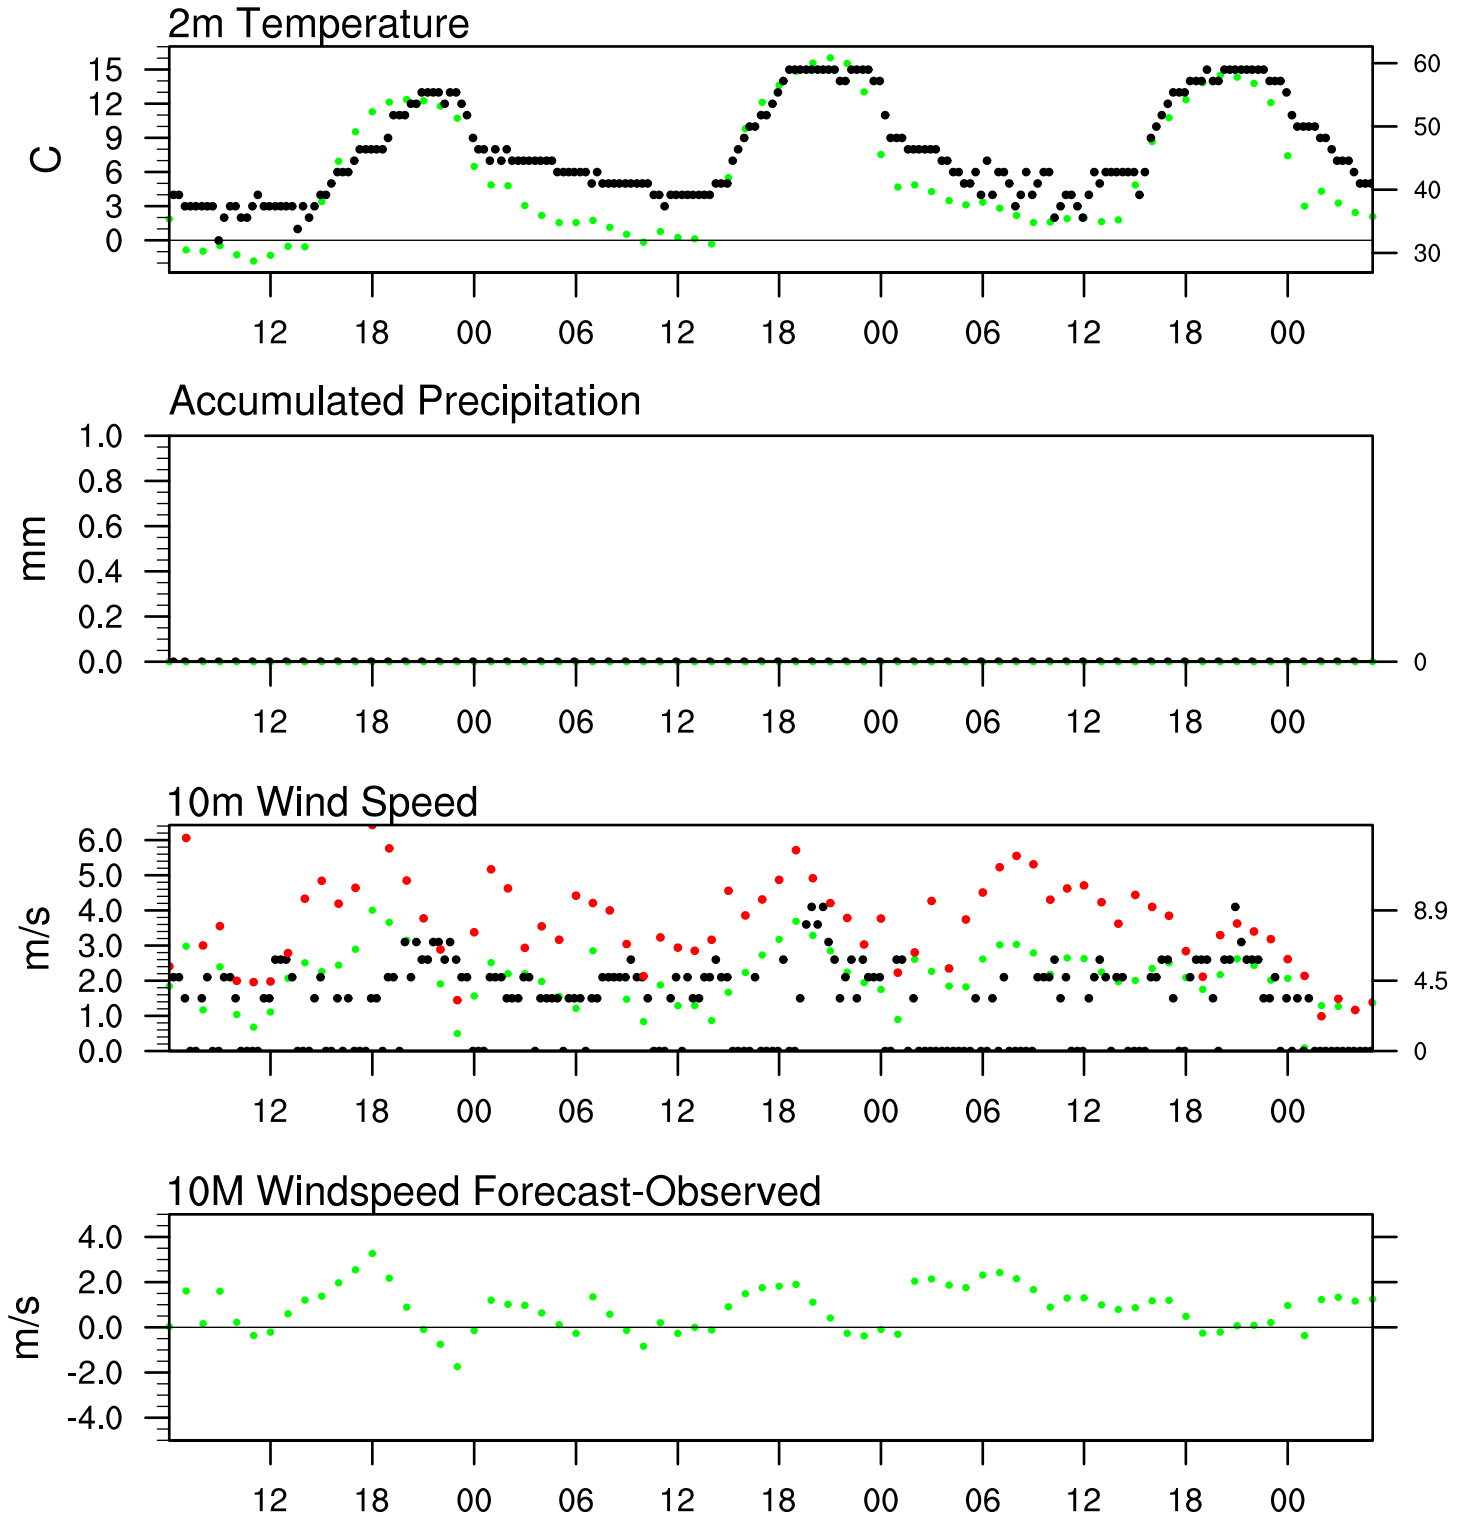 2m Temperature
C
15 60
12
9 50
6
3 40
0
30
12 18 00 06 12 18 00 06 12 18 00
Accumulated Precipitation
mm
1.0
0.8
0.6
0.4
0.2
0.0 0
12 18 00 06 12 18 00 06 12 18 00
10m Wind Speed
m/s
6.0
5.0
4.0 8.9
3.0
2.0 4.5
1.0
0.0 0
12 18 00 06 12 18 00 06 12 18 00
10M Windspeed Forecast-Observed
m/s
4.0
2.0
0.0
-2.0
-4.0
12 18 00 06 12 18 00 06 12 18 00